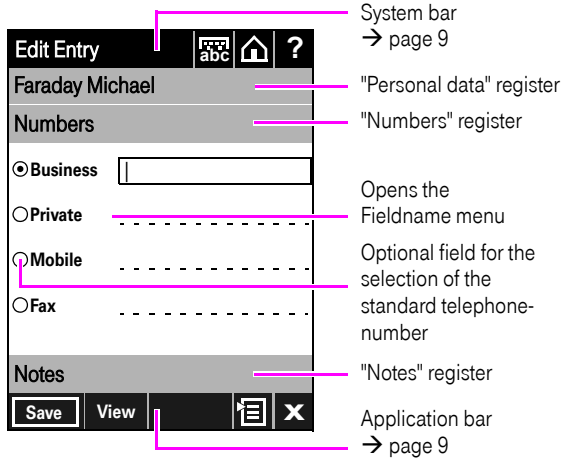 System bar
→ page 9
Edit Entry abc ?
Faraday Michael
"Personal data" register
Numbers
"Numbers" register
Business
Private
Opens the
Fieldname menu
Mobile
Optional field for the
selection of the
standard telephone-
number
Fax
Notes
"Notes" register
Save View X
Application bar
→ page 9